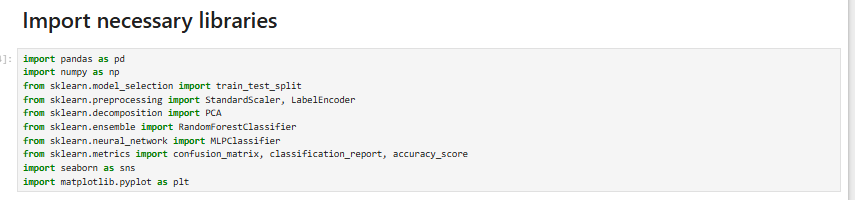 Import necessary libraries
]:
import pandas as pd
import numpy as np
from sklearn.model_selection import train_test_split
from sklearn.preprocessing import StandardScaler, LabelEncoder
from sklearn.decomposition import PCA
from sklearn.ensemble import RandomForestClassifier
from sklearn.neural_network import MLPClassifier
from sklearn.metrics import confusion_matrix, classification_report, accuracy_score
import seaborn as sns
import matplotlib.pyplot as plt